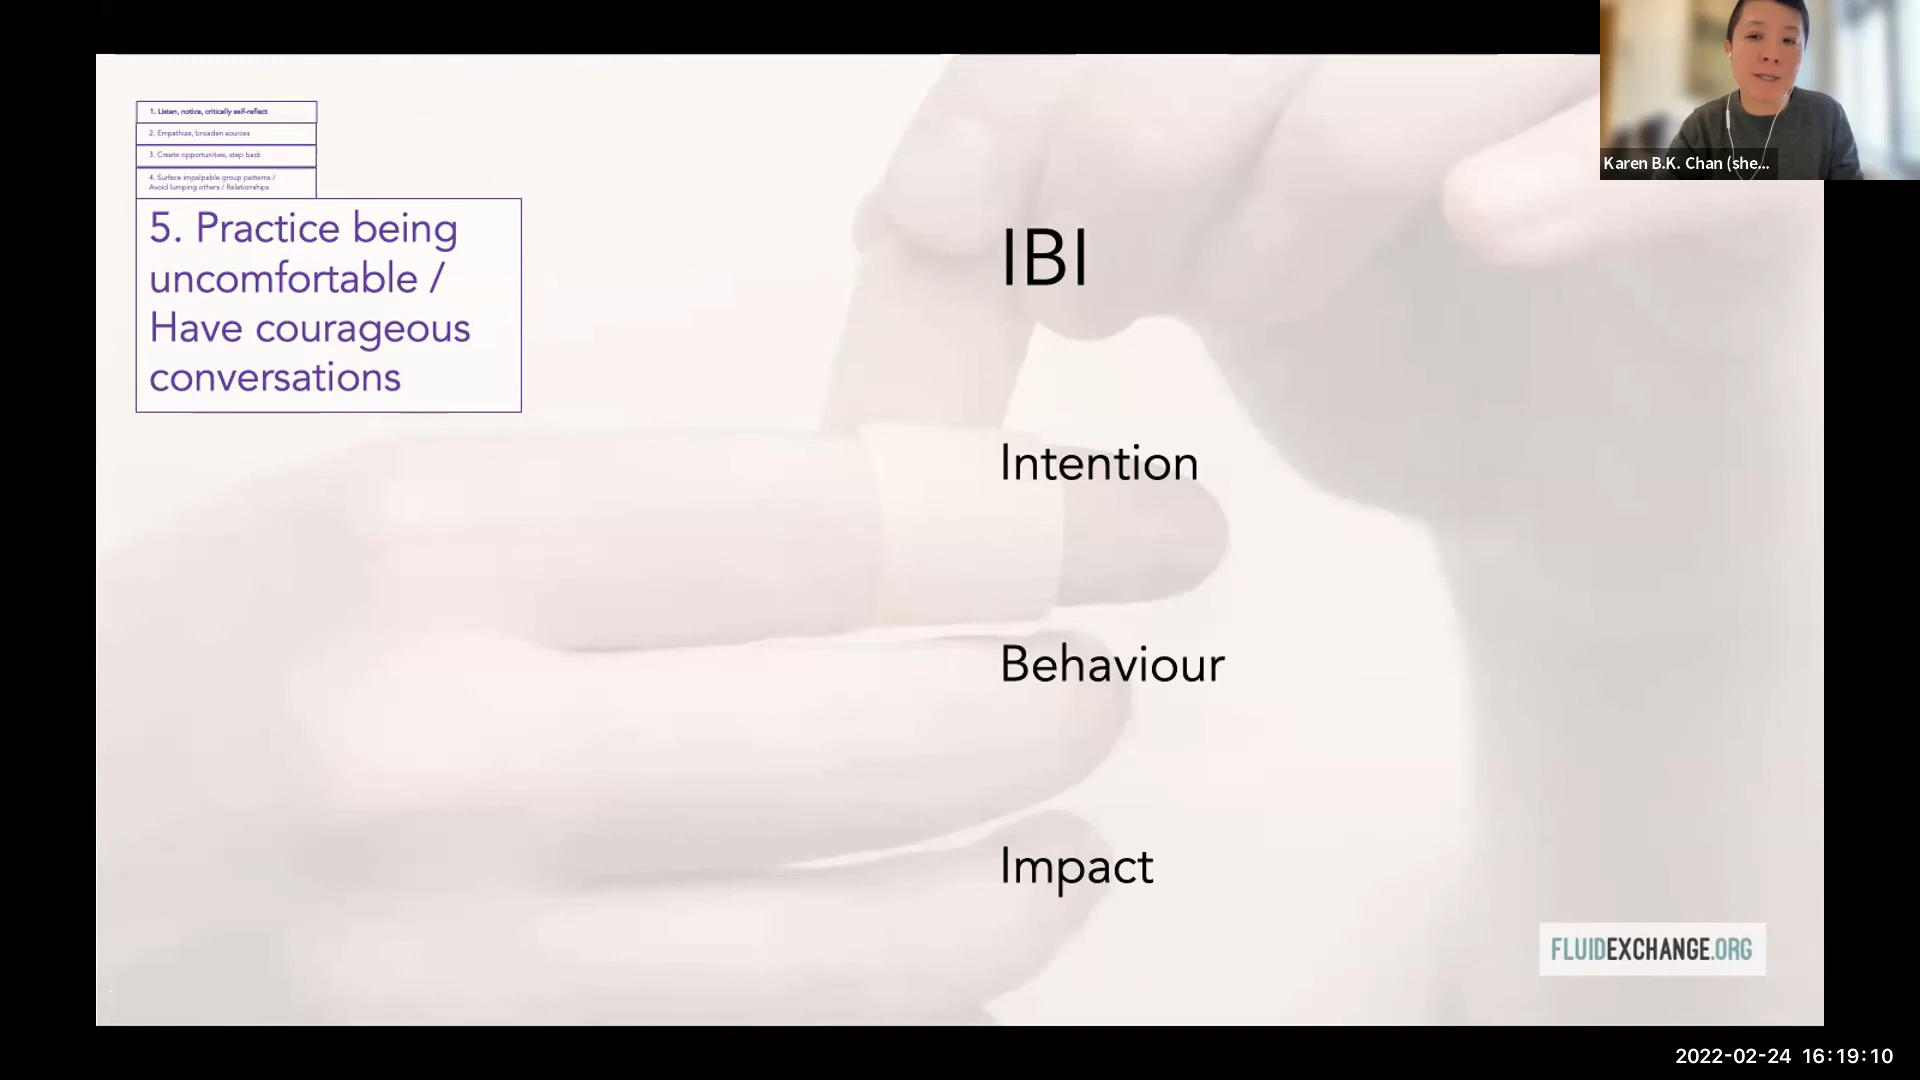 1. Listen, notice, critically self-reflect
2. Empathize, broaden sources
3. Create opportunities, step back
4. Surface impalpable group patterns /
Avoid lumping others / Relationships
5. Practice being
uncomfortable /
Have courageous
conversations
IBI
Intention
Behaviour
Impact
FLUIDEXCHANGE.ORG
Karen B.K. Chan (she...
2022-02-24 16:19:10